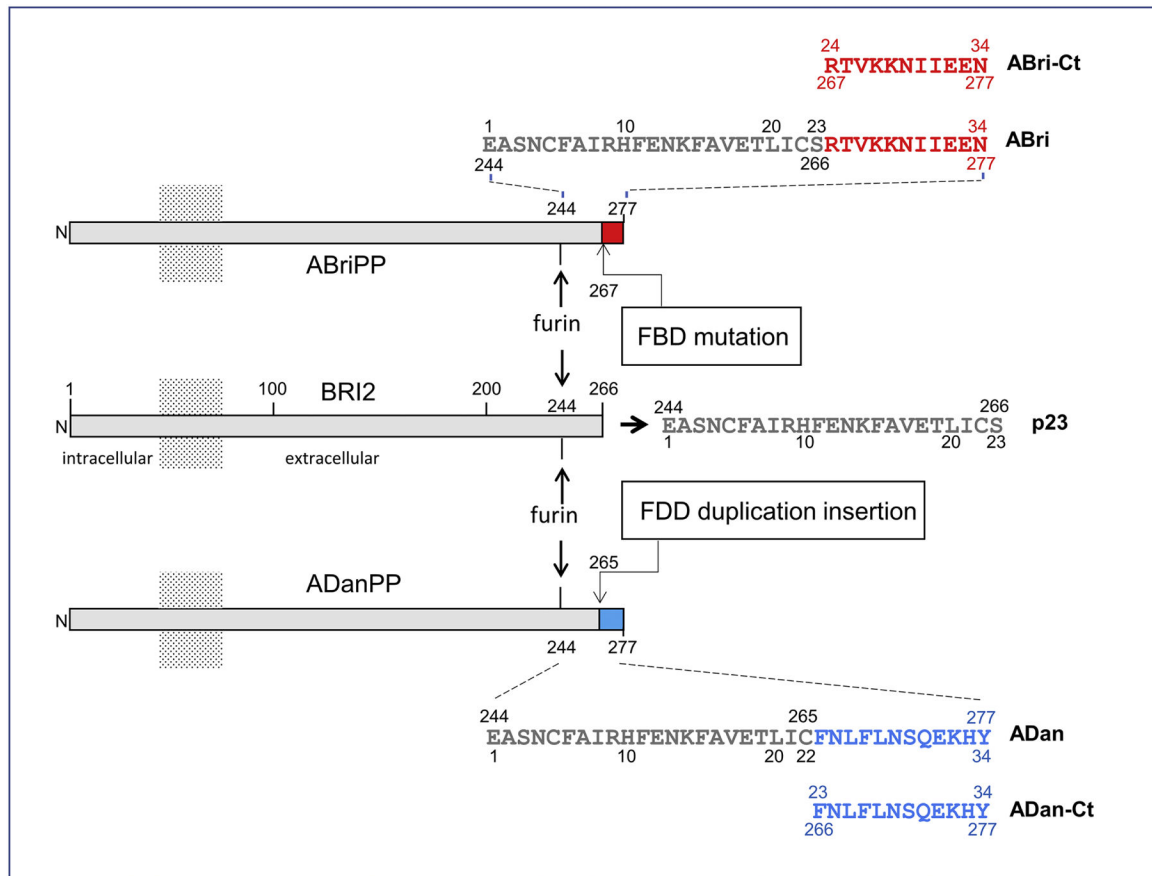 24 34
RTVKKNIIEEN ABri-Ct
267 277
1 10 20 23 34
EASNCFAIRHFENKFAVETLICSRTVKKNIIEEN ABri
244 266 277
244 277
N
ABriPP
267
furin
FBD mutation
1 100 BRI2 200 244 266
N
244 266
EASNCFAIRHFENKFAVETLICS p23
1 10 20 23
intracellular extracellular
furin
FDD duplication insertion
265
ADanPP
N
244 277
244 265 277
EASNCFAIRHFENKFAVETLICFNLFLNSQEKHY ADan
1 10 20 22 34
23 34
FNLFLNSQEKHY ADan-Ct
266 277